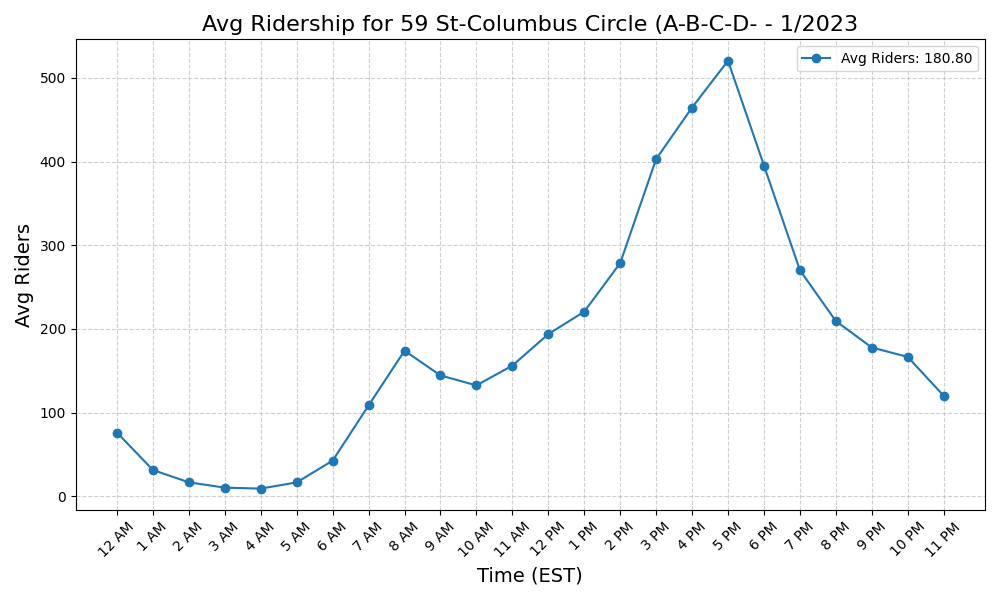 Avg Ridership for 59 St-Columbus Circle (A-B-C-D- - 1/2023
Avg Riders: 180.80
Avg Riders
500
400
300
200
100
0
12 AM
1 AM
2 AM
3 AM
4 AM
5 AM
6 AM
7 AM
8 AM
9 AM
10 AM
11 AM
12 PM
1 PM
2 PM
3 PM
4 PM
5 PM
6 PM
7 PM
8 PM
9 PM
10 PM
11 PM
Time (EST)